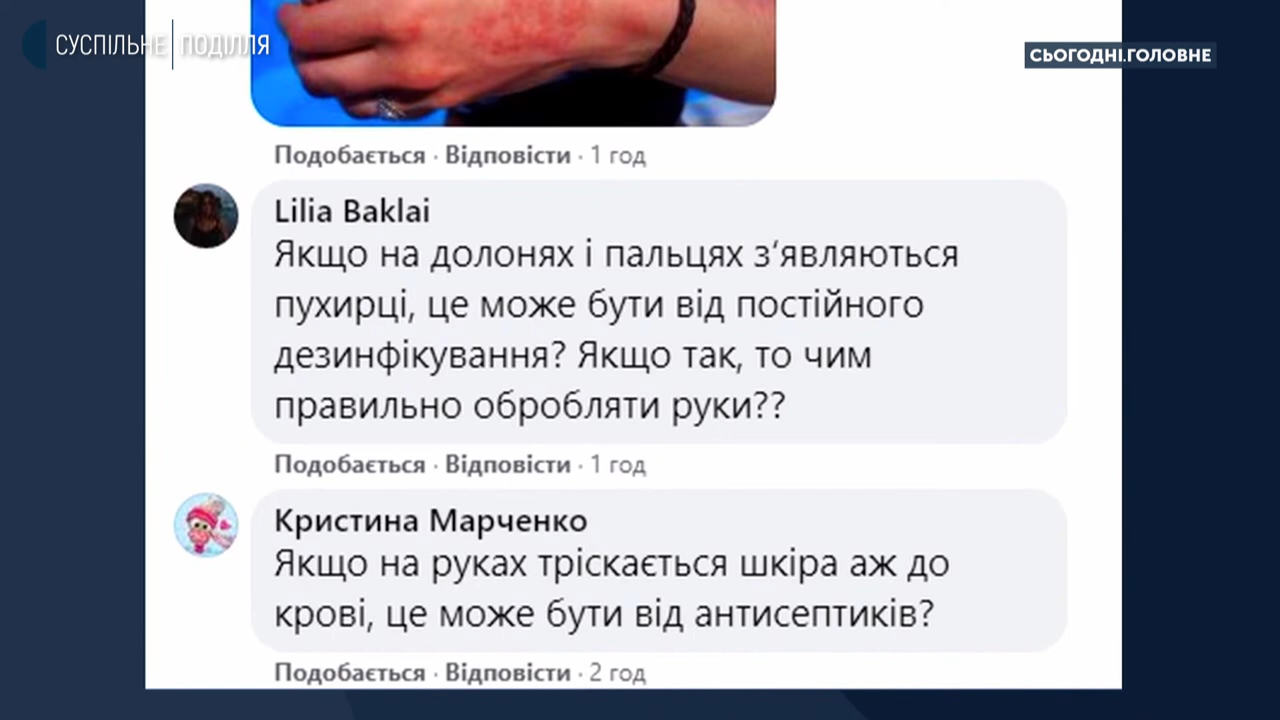 СУСПІЛЬНЕ ПОДІЛЛЯ
СЬОГОДНІ.ГОЛОВНЕ
Подобається · Відповісти · 1 год
Lilia Baklai
Якщо на долонях і пальцях з‘являються
пухирці, це може бути від постійного
дезинфікування? Якщо так, то чим
правильно обробляти руки??
Подобається · Відповісти · 1 год
Кристина Марченко
Якщо на руках тріскається шкіра аж до
крові, це може бути від антисептиків?
Подобається · Відповісти · 2 год